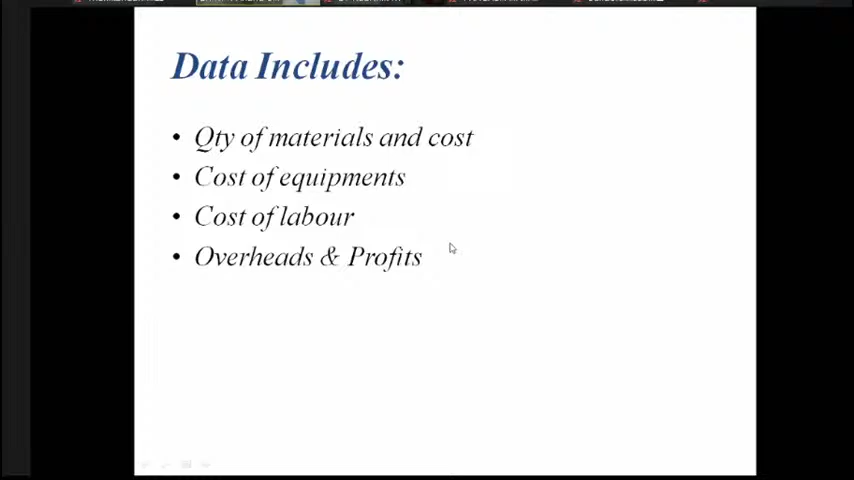 Data Includes:
• Qty of materials and cost
• Cost of equipments
• Cost of labour
• Overheads & Profits